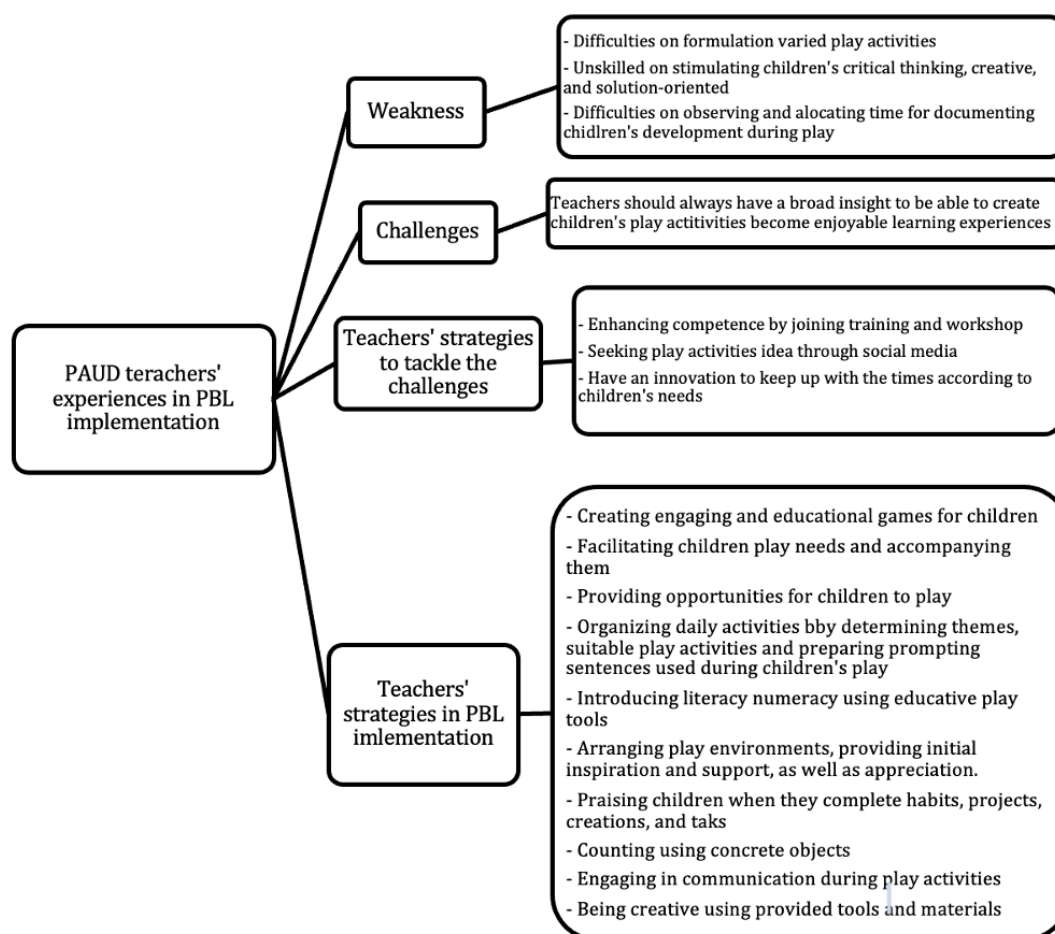 - Difficulties on formulation varied play activities
- Unskilled on stimulating children's critical thinking, creative,
and solution-oriented
- Difficulties on observing and alocating time for documenting
chidlren's development during play
Weakness
Teachers should always have a broad insight to be able to create
children's play actitivities become enjoyable learning experiences
Challenges
Teachers' strategies
to tackle the
challenges
- Enhancing competence by joining training and workshop
- Seeking play activities idea through social media
- Have an innovation to keep up with the times according to
children's needs
PAUD terachers'
experiences in PBL
implementation
Teachers'
strategies in PBL
imlementation
- Creating engaging and educational games for children
- Facilitating children play needs and accompanying
them
- Providing opportunities for children to play
- Organizing daily activities bby determining themes,
suitable play activities and preparing prompting
sentences used during children's play
- Introducing literacy numeracy using educative play
tools
- Arranging play environments, providing initial
inspiration and support, as well as appreciation.
- Praising children when they complete habits, projects,
creations, and taks
- Counting using concrete objects
- Engaging in communication during play activities
- Being creative using provided tools and materials